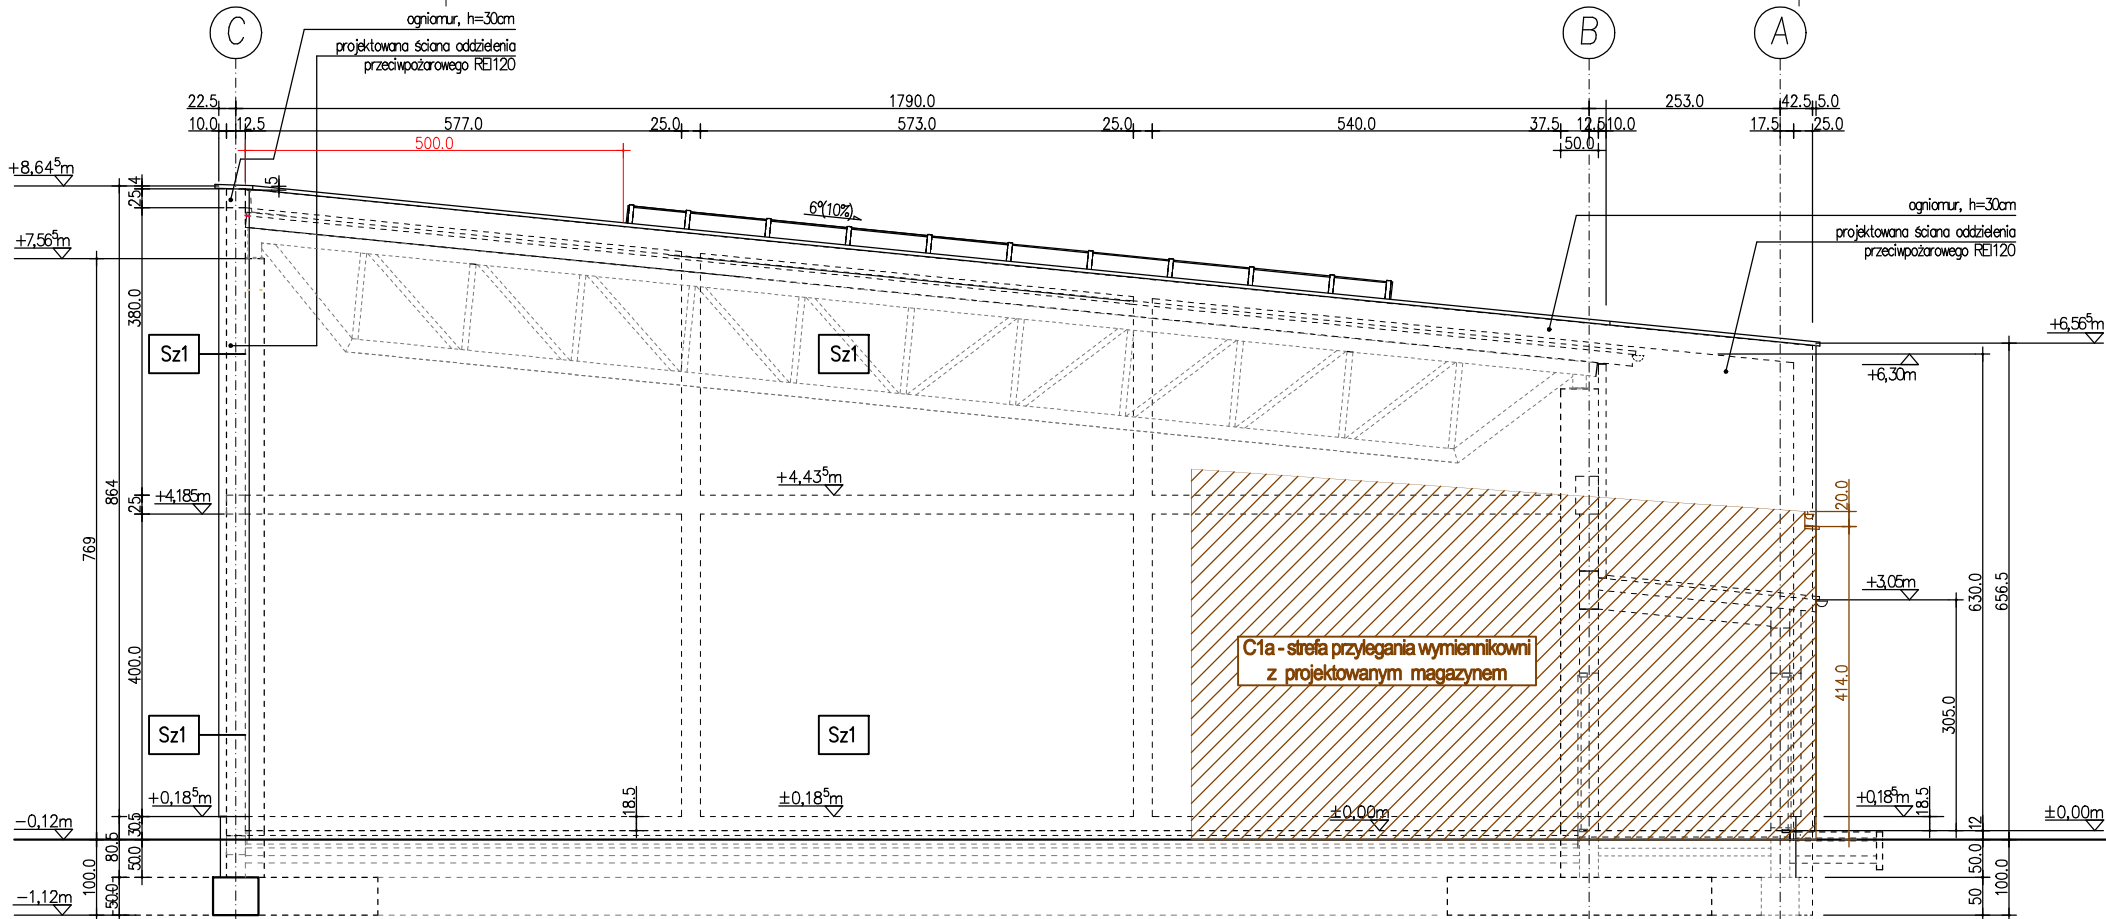 C
B
A
ogniomur, h=30cm
projektowana ściana oddzielenia
przeciwpożarowego REI120
22.5
1790.0
253.0
42.5
5.0
10.0
12.5
577.0
25.0
573.0
25.0
540.0
37.5
12.5
10.0
17.5
25.0
500.0
50.0
+8,64⁵m
25
4
5
6°(10%)
ogniomur, h=30cm
projektowana ściana oddzielenia
przeciwpożarowego REI120
+7,56⁵m
380.0
+6,56⁵m
+6,30m
Sz1
Sz1
864
25
+4,185m
+4,43⁵m
20.0
769
+3,05m
630.0
656.5
C1a - strefa przylegania wymiennikowni
z projektowanym magazynem
400.0
414.0
305.0
Sz1
Sz1
+0,18⁵m
18.5
±0,18⁵m
±0,00m
+0,18⁵m
18.5
-0,12m
30.5
12
±0,00m
80.5
50.0
100.0
50.0
50.0
50
100.0
-1,12m